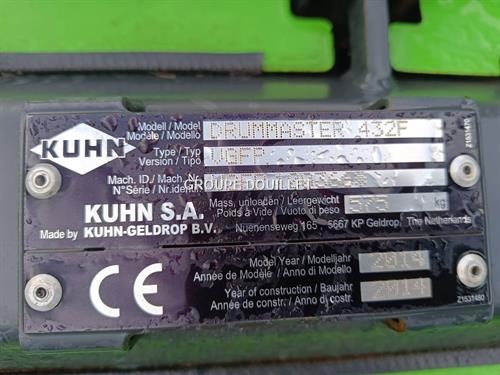 KUHN
Modell / Model
Modèle / Modello
DRUMMASTER 432F
Type / Typ
Version / Tipo
VGFP
Mach. ID./ Mach.Nr.
N°Série / Nr.identif.
GROUPE DOUILLET
Mass, unloaden / Leergewicht
Poids à Vide / Vuoto di peso
575 kg
KUHN S.A.
Made by KUHN-GELDROP B.V.
Nuenenseweg 165 , 5667 KP Geldrop, The Netherlands
Z1531470
CE
Model Year / Modelljahr
Année de Modèle / Anno di Modello
2014
Year of construction / Baujahr
Année de constr. / Anno di costr.
2014
Z1531480